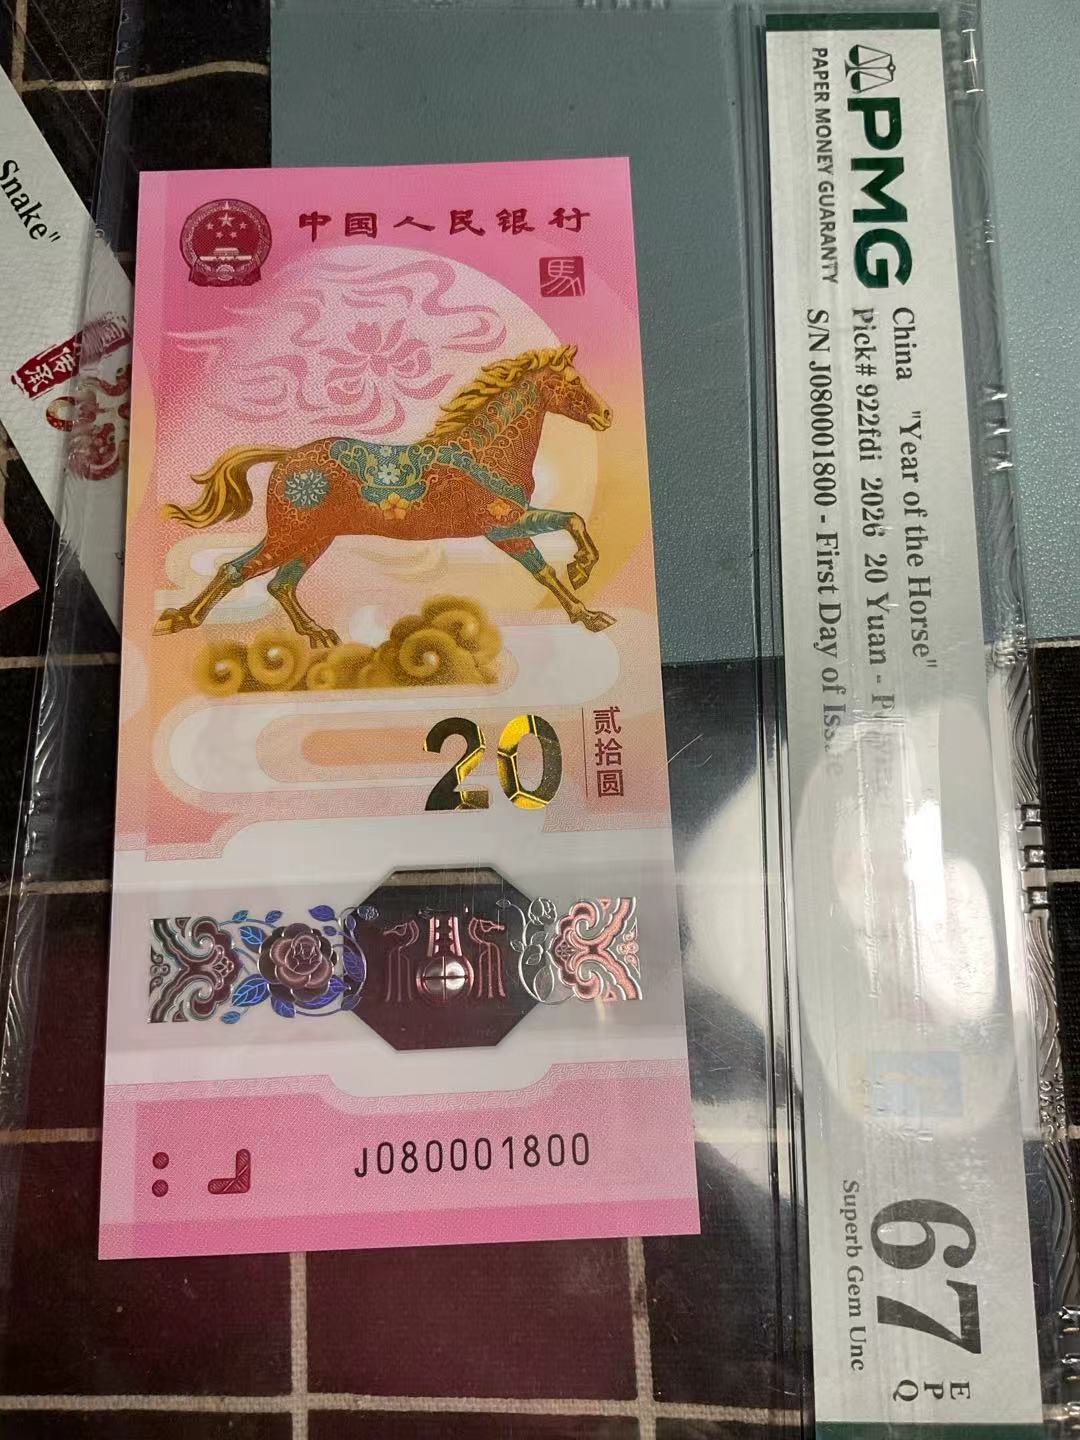 Snake"
中国人民银行
馬
20
贰拾圆
J080001800
PMG
PAPER MONEY GUARANTY
China "Year of the Horse"
Pick# 922fdi 2026 20 Yuan -
S/N J080001800 - First Day of Issue
67
EPQ
Superb Gem Unc